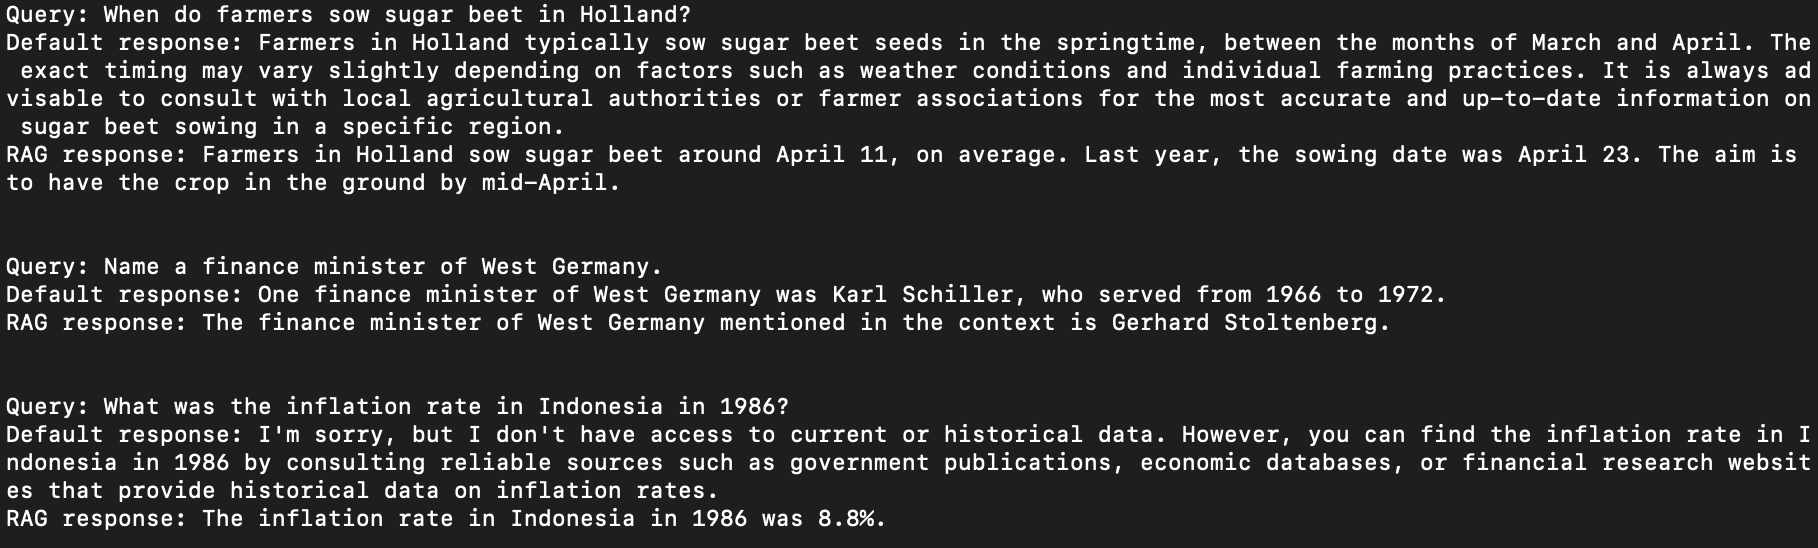 Query: When do farmers sow sugar beet in Holland?
Default response: Farmers in Holland typically sow sugar beet seeds in the springtime, between the months of March and April. The
 exact timing may vary slightly depending on factors such as weather conditions and individual farming practices. It is always ad
visable to consult with local agricultural authorities or farmer associations for the most accurate and up-to-date information on
 sugar beet sowing in a specific region.
RAG response: Farmers in Holland sow sugar beet around April 11, on average. Last year, the sowing date was April 23. The aim is
to have the crop in the ground by mid-April.
Query: Name a finance minister of West Germany.
Default response: One finance minister of West Germany was Karl Schiller, who served from 1966 to 1972.
RAG response: The finance minister of West Germany mentioned in the context is Gerhard Stoltenberg.
Query: What was the inflation rate in Indonesia in 1986?
Default response: I'm sorry, but I don't have access to current or historical data. However, you can find the inflation rate in I
ndonesia in 1986 by consulting reliable sources such as government publications, economic databases, or financial research websit
es that provide historical data on inflation rates.
RAG response: The inflation rate in Indonesia in 1986 was 8.8%.